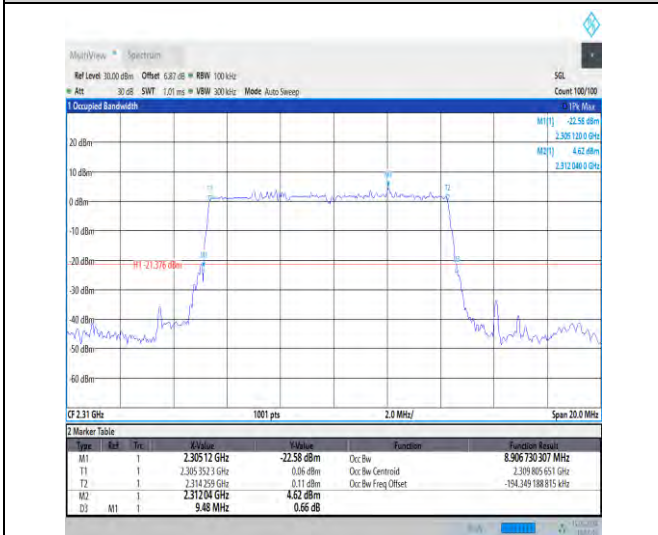 MultiView Spectrum
Ref Level 30.00 dBm Offset 6.87 dB RBW 100 kHz SGL
Att 30 dB SWT 1.01 ms VBW 300 kHz Mode Auto Sweep Count 100/100
1 Occupied Bandwidth 1Pk Max
M1[1] -22.58 dBm
2.305 120 0 GHz
M2[1] 4.62 dBm
2.312 040 0 GHz
20 dBm
10 dBm
T2
0 dBm
-10 dBm
-20 dBm
H1 -21.376 dBm
-30 dBm
-40 dBm
-50 dBm
-60 dBm
CF 2.31 GHz 1001 pts 2.0 MHz/ Span 20.0 MHz
2 Marker Table
Type Ref Trc X-Value Y-Value Function Function Result
M1 1 2.30512 GHz -22.58 dBm Occ Bw 8.906 730 307 MHz
T1 1 2.305 352 3 GHz 0.06 dBm Occ Bw Centroid 2.309 805 651 GHz
T2 1 2.314 259 GHz 0.11 dBm Occ Bw Freq Offset -194.349 188 815 kHz
M2 1 2.31204 GHz 4.62 dBm
D3 M1 1 9.48 MHz 0.66 dB